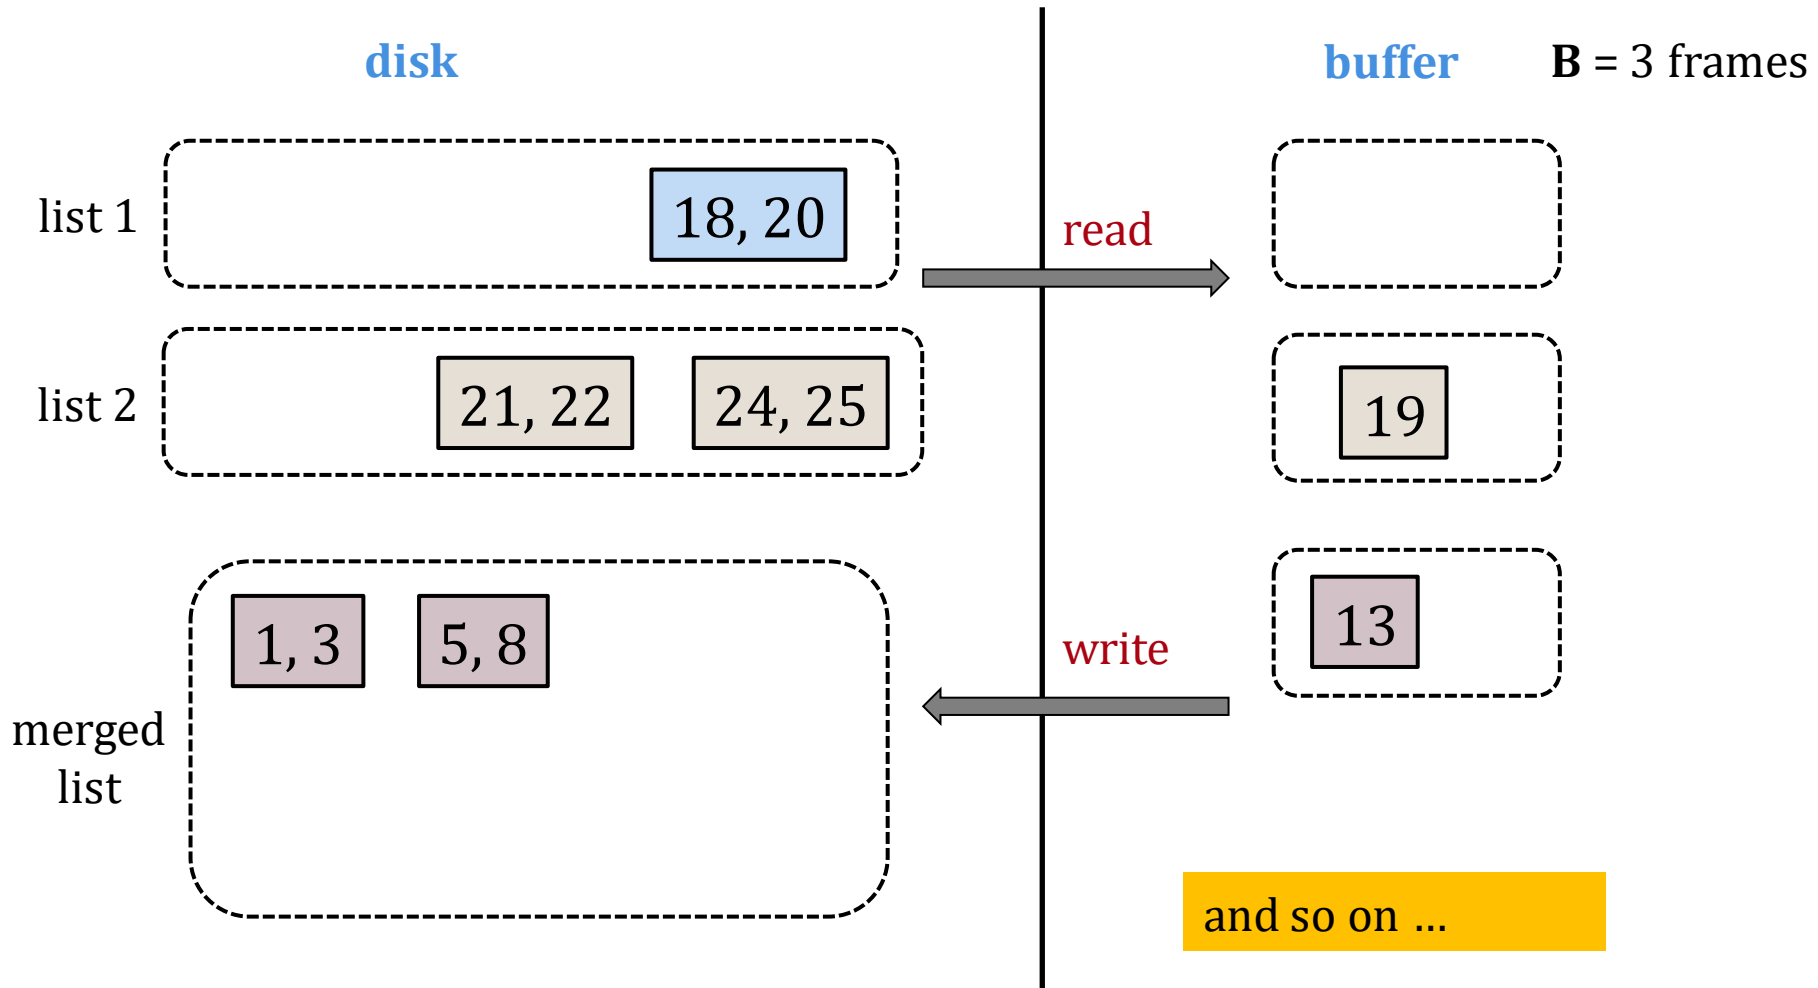 disk
buffer
B = 3 frames
list 1
18, 20
read
list 2
21, 22
24, 25
19
1, 3
5, 8
13
write
merged
list
and so on ...